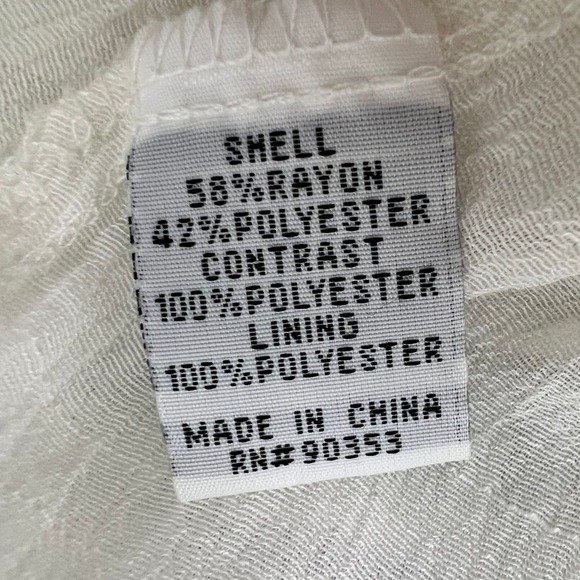 SHELL
58%RAYON
42%POLYESTER
CONTRAST
100%POLYESTER
LINING
100%POLYESTER
MADE IN CHINA
RN#90353